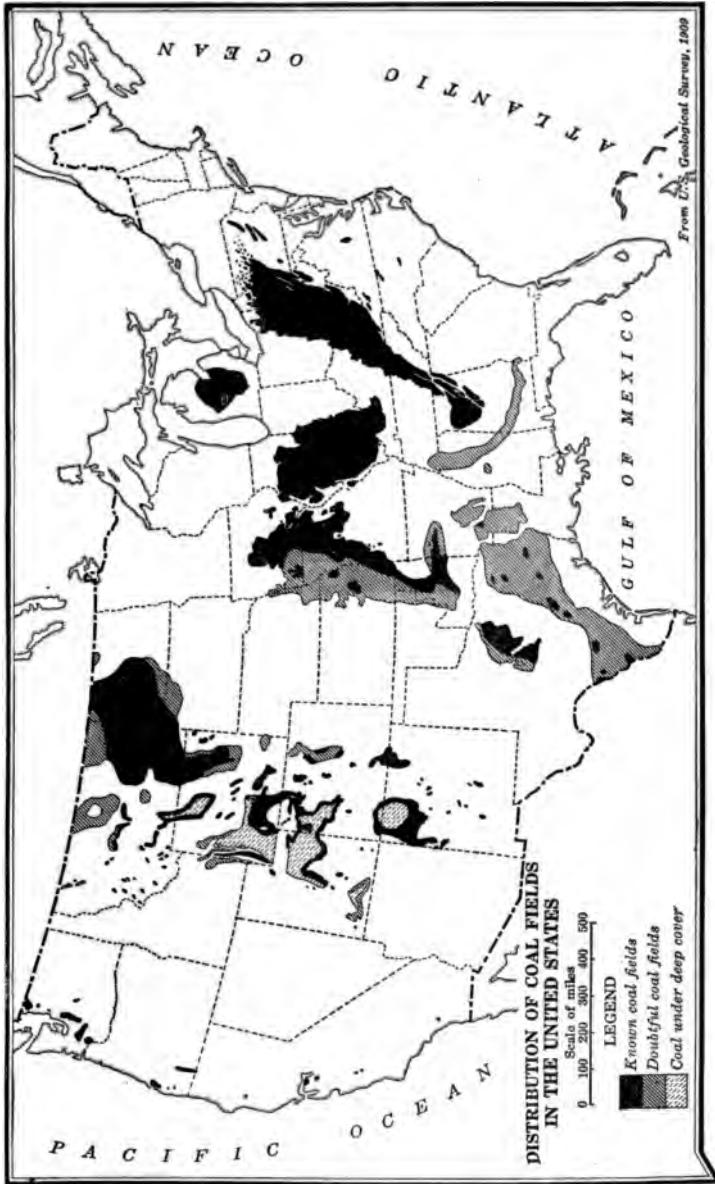 ATLANTIC OCEAN
PACIFIC OCEAN
GULF OF MEXICO
DISTRIBUTION OF COAL FIELDS
IN THE UNITED STATES
Scale of miles
0 100 200 300 400 500
LEGEND
Known coal fields
Doubtful coal fields
Coal under deep cover
From U.S. Geological Survey, 1909